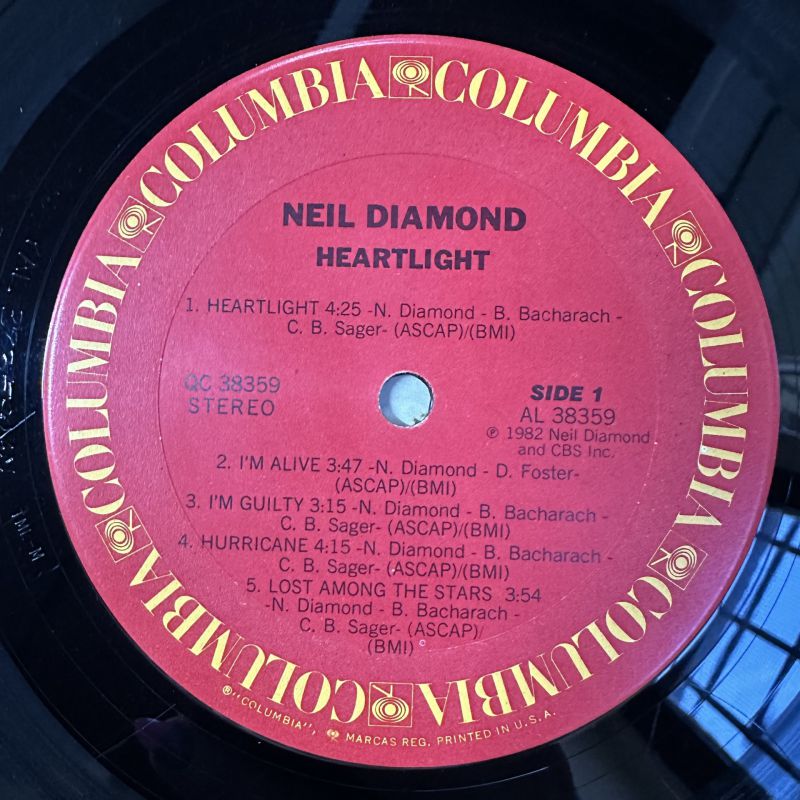 COLUMBIA COLUMBIA COLUMBIA COLUMBIA COLUMBIA COLUMBIA
NEIL DIAMOND
HEARTLIGHT
1. HEARTLIGHT 4:25 -N. Diamond - B. Bacharach -
C. B. Sager- (ASCAP)/(BMI)
QC 38359
STEREO
SIDE 1
AL 38359
℗ 1982 Neil Diamond
and CBS Inc.
2. I'M ALIVE 3:47 -N. Diamond - D. Foster-
(ASCAP)/(BMI)
3. I'M GUILTY 3:15 -N. Diamond - B. Bacharach -
C. B. Sager- (ASCAP)/(BMI)
4. HURRICANE 4:15 -N. Diamond - B. Bacharach -
C. B. Sager- (ASCAP)/(BMI)
5. LOST AMONG THE STARS 3:54
-N. Diamond - B. Bacharach -
C. B. Sager- (ASCAP)/
(BMI)
® "COLUMBIA", MARCAS REG. PRINTED IN U.S.A.